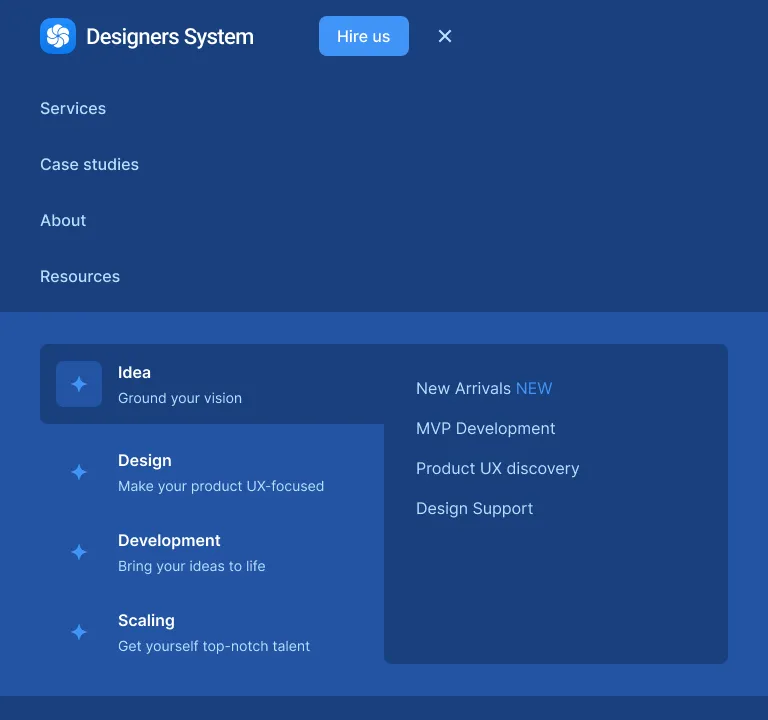 Designers System
Hire us
Services
Case studies
About
Resources
Idea
Ground your vision
Design
Make your product UX-focused
Development
Bring your ideas to life
Scaling
Get yourself top-notch talent
New Arrivals NEW
MVP Development
Product UX discovery
Design Support